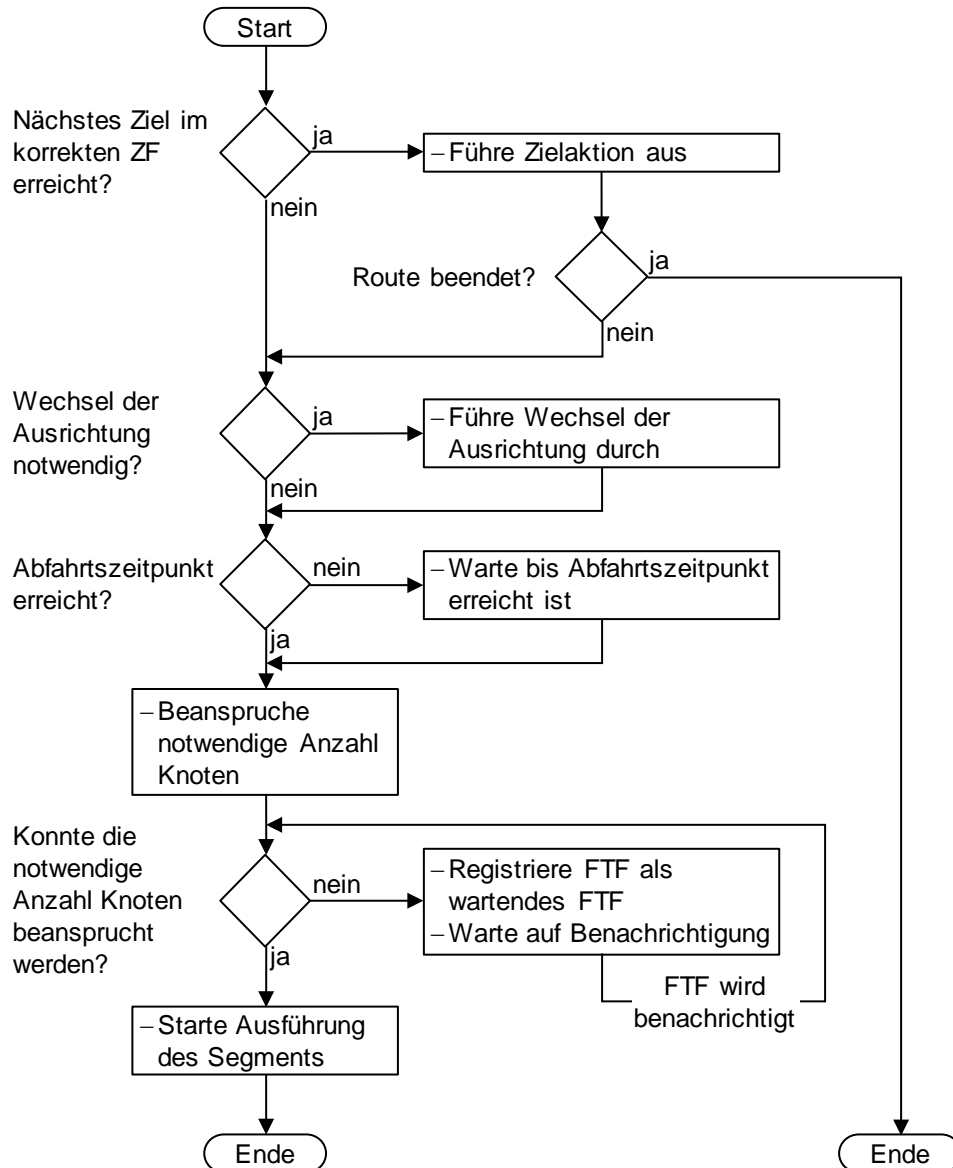 Start
Nächstes Ziel im
korrekten ZF
erreicht?
ja
– Führe Zielaktion aus
nein
Route beendet?
ja
nein
Wechsel der
Ausrichtung
notwendig?
ja
– Führe Wechsel der
Ausrichtung durch
nein
Abfahrtszeitpunkt
erreicht?
nein
– Warte bis Abfahrtszeitpunkt
erreicht ist
ja
– Beanspruche
notwendige Anzahl
Knoten
Konnte die
notwendige
Anzahl Knoten
beansprucht
werden?
nein
– Registriere FTF als
wartendes FTF
– Warte auf Benachrichtigung
ja
FTF wird
benachrichtigt
– Starte Ausführung
des Segments
Ende
Ende